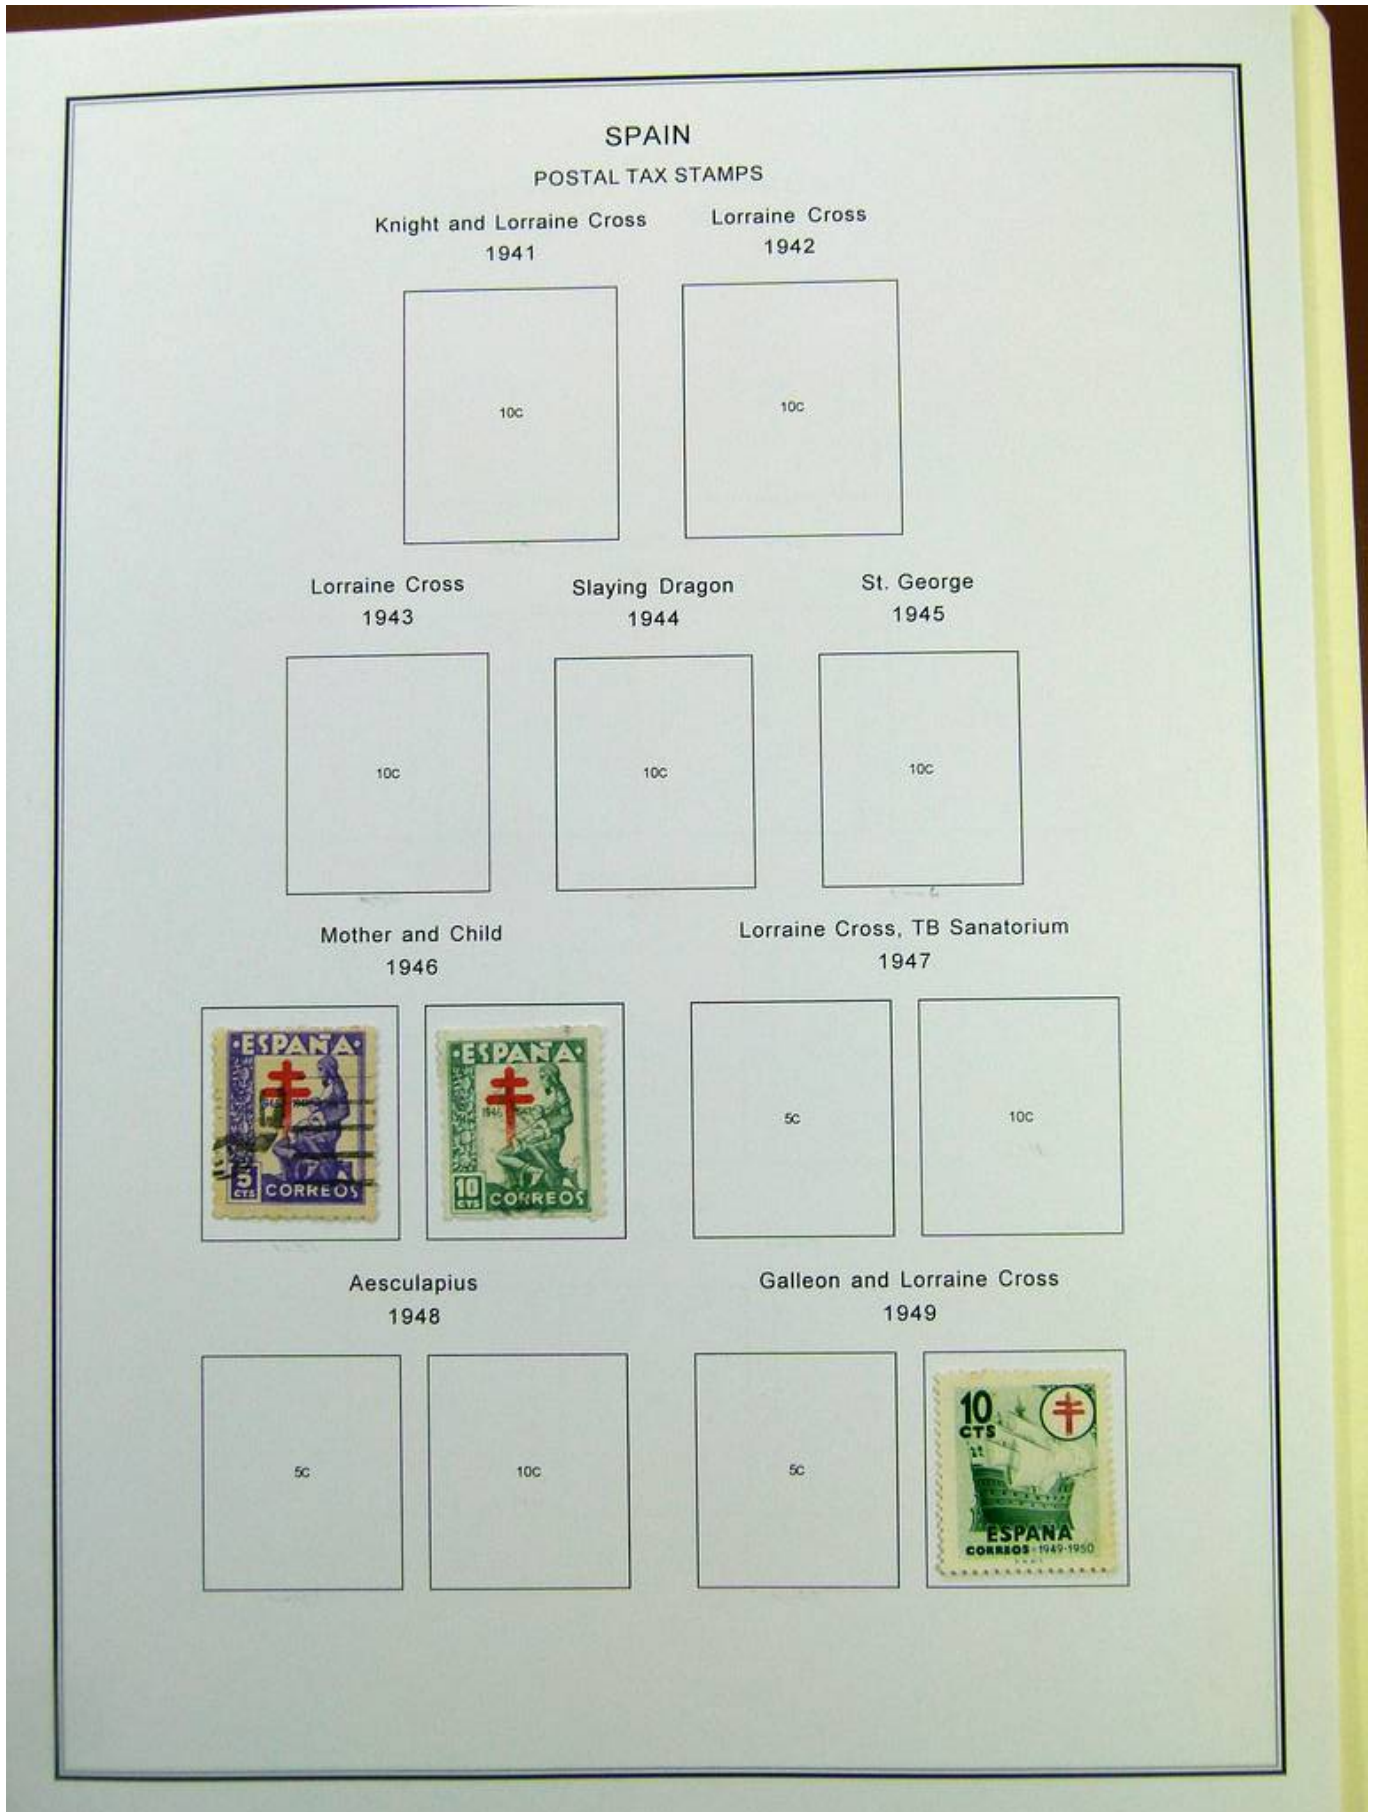 SPAIN
POSTAL TAX STAMPS
Knight and Lorraine Cross
1941
Lorraine Cross
1942
10C
10C
Lorraine Cross
1943
Slaying Dragon
1944
St. George
1945
10C
10C
10C
Mother and Child
1946
Lorraine Cross, TB Sanatorium
1947
·ESPAÑA·
5
CTS
CORREOS
·ESPAÑA·
1946 1947
10
CTS
CORREOS
5C
10C
Aesculapius
1948
Galleon and Lorraine Cross
1949
5C
10C
5C
10
CTS
ESPAÑA
CORREOS·1949-1950